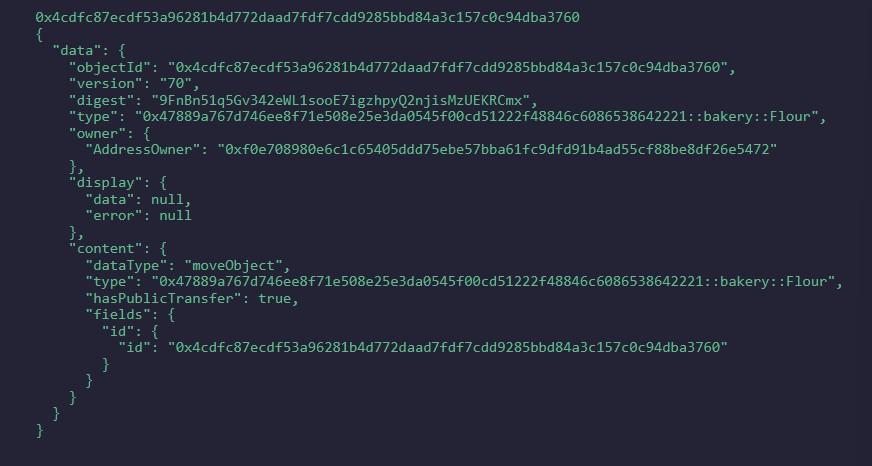 0x4cdfc87ecdf53a96281b4d772daad7fdf7cdd9285bbd84a3c157c0c94dba3760
{
  "data": {
    "objectId": "0x4cdfc87ecdf53a96281b4d772daad7fdf7cdd9285bbd84a3c157c0c94dba3760",
    "version": "70",
    "digest": "9FnBn51q5Gv342eWL1sooE7igzhpyQ2njisMzUEKRCmx",
    "type": "0x47889a767d746ee8f71e508e25e3da0545f00cd51222f48846c6086538642221::bakery::Flour",
    "owner": {
      "AddressOwner": "0xf0e708980e6c1c65405ddd75ebe57bba61fc9dfd91b4ad55cf88be8df26e5472"
    },
    "display": {
      "data": null,
      "error": null
    },
    "content": {
      "dataType": "moveObject",
      "type": "0x47889a767d746ee8f71e508e25e3da0545f00cd51222f48846c6086538642221::bakery::Flour",
      "hasPublicTransfer": true,
      "fields": {
        "id": {
          "id": "0x4cdfc87ecdf53a96281b4d772daad7fdf7cdd9285bbd84a3c157c0c94dba3760"
        }
      }
    }
  }
}